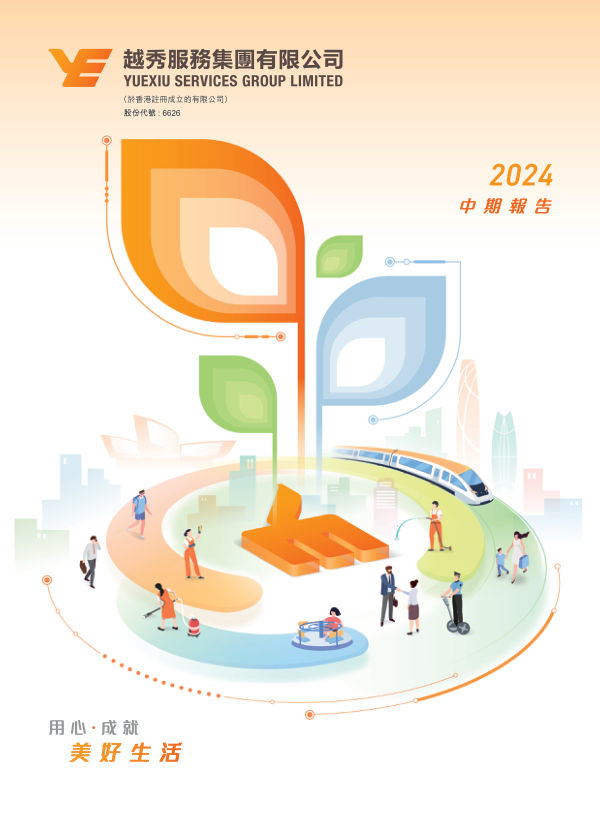 越秀服務集團有限公司
YUEXIU SERVICES GROUP LIMITED
（於香港註冊成立的有限公司）
股份代號 : 6626
2024
中期報告
用心·成就
美好生活